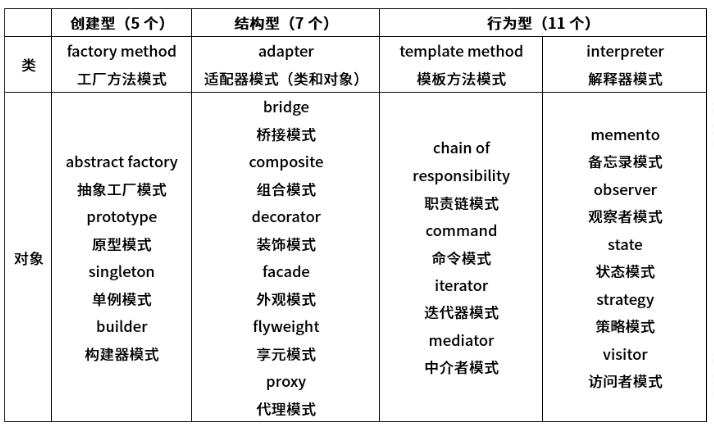 创建型（5 个）
结构型（7 个）
行为型（11 个）
类
factory method
工厂方法模式
adapter
适配器模式（类和对象）
template method
模板方法模式
interpreter
解释器模式
对象
abstract factory
抽象工厂模式
prototype
原型模式
singleton
单例模式
builder
构建器模式
bridge
桥接模式
composite
组合模式
decorator
装饰模式
facade
外观模式
flyweight
享元模式
proxy
代理模式
chain of
responsibility
职责链模式
command
命令模式
iterator
迭代器模式
mediator
中介者模式
memento
备忘录模式
observer
观察者模式
state
状态模式
strategy
策略模式
visitor
访问者模式